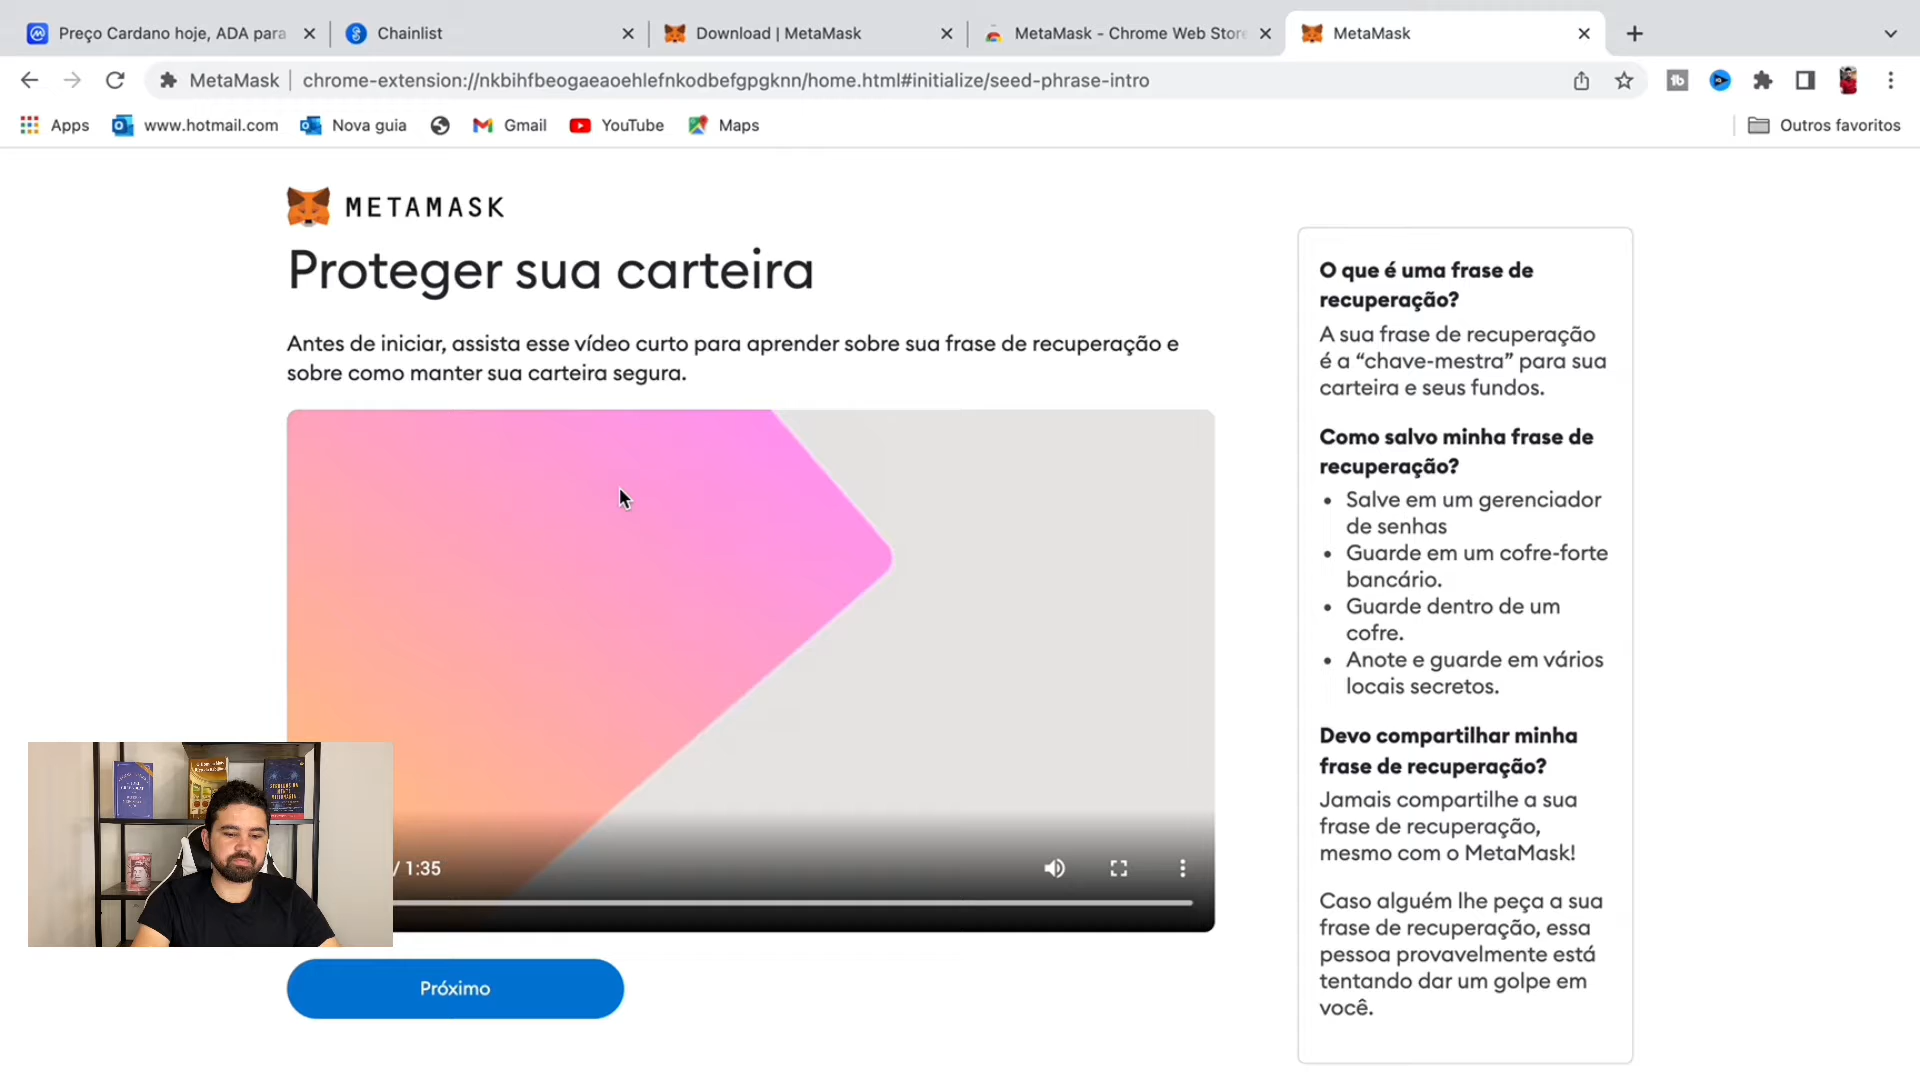 Preço Cardano hoje, ADA para
Chainlist
Download | MetaMask
MetaMask - Chrome Web Store
MetaMask
MetaMask
chrome-extension://nkbihfbeogaeaoehlefnkodbefgpgknn/home.html#initialize/seed-phrase-intro
Apps
www.hotmail.com
Nova guia
Gmail
YouTube
Maps
Outros favoritos
METAMASK
Proteger sua carteira
Antes de iniciar, assista esse vídeo curto para aprender sobre sua frase de recuperação e
sobre como manter sua carteira segura.
/ 1:35
Próximo
O que é uma frase de
recuperação?
A sua frase de recuperação
é a “chave-mestra” para sua
carteira e seus fundos.
Como salvo minha frase de
recuperação?
• Salve em um gerenciador
de senhas
• Guarde em um cofre-forte
bancário.
• Guarde dentro de um
cofre.
• Anote e guarde em vários
locais secretos.
Devo compartilhar minha
frase de recuperação?
Jamais compartilhe a sua
frase de recuperação,
mesmo com o MetaMask!
Caso alguém lhe peça a sua
frase de recuperação, essa
pessoa provavelmente está
tentando dar um golpe em
você.